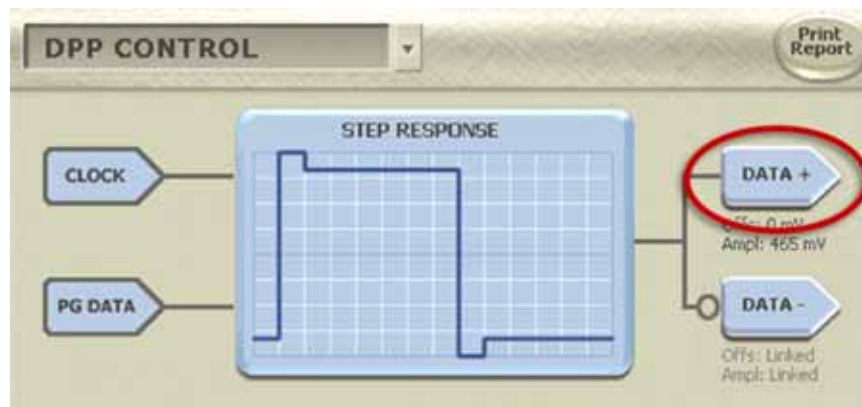 DPP CONTROL
Print
Report
STEP RESPONSE
CLOCK
DATA +
Offs: 0 mV
Ampl: 465 mV
PG DATA
DATA -
Offs: Linked
Ampl: Linked